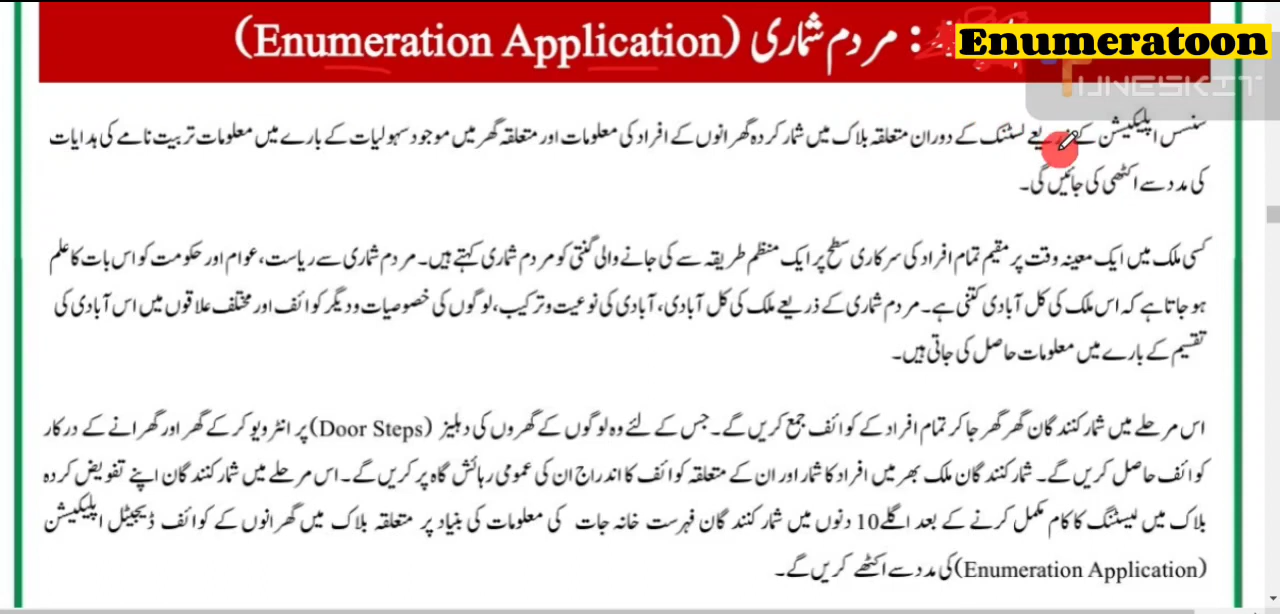 : مردم شماری (Enumeration Application)
Enumeratoon
TUNESKIT
سنسس اپلیکیشن کے ذریعے لسٹنگ کے دوران متعلقہ بلاک میں شمار کردہ گھرانوں کے افراد کی معلومات اور متعلقہ گھر میں موجود سہولیات کے بارے میں معلومات تربیت نامے کی ہدایات
کی مدد سے اکٹھی کی جائیں گی۔
کسی ملک میں ایک معینہ وقت پر مقیم تمام افراد کی سرکاری سطح پر ایک منظم طریقہ سے کی جانے والی گنتی کو مردم شماری کہتے ہیں۔ مردم شماری سے ریاست، عوام اور حکومت کو اس بات کا علم
ہو جاتا ہے کہ اس ملک کی کل آبادی کتنی ہے۔ مردم شماری کے ذریعے ملک کی کل آبادی، آبادی کی نوعیت و ترکیب، لوگوں کی خصوصیات و دیگر کوائف اور مختلف علاقوں میں اس آبادی کی
تقسیم کے بارے میں معلومات حاصل کی جاتی ہیں۔
اس مرحلے میں شمار کنندگان گھر گھر جا کر تمام افراد کے کوائف جمع کریں گے۔ جس کے لئے وہ لوگوں کے گھروں کی دہلیز (Door Steps) پر انٹرویو کر کے گھر اور گھرانے کے درکار
کوائف حاصل کریں گے۔ شمار کنندگان ملک بھر میں افراد کا شمار اور ان کے متعلقہ کوائف کا اندراج ان کی عمومی رہائش گاہ پر کریں گے۔ اس مرحلے میں شمار کنندگان اپنے تفویض کردہ
بلاک میں لیسٹنگ کا کام مکمل کرنے کے بعد اگلے 10 دنوں میں شمار کنندگان فہرست خانہ جات کی معلومات کی بنیاد پر متعلقہ بلاک میں گھرانوں کے کوائف ڈیجیٹل اپلیکیشن
(Enumeration Application) کی مدد سے اکٹھے کریں گے۔